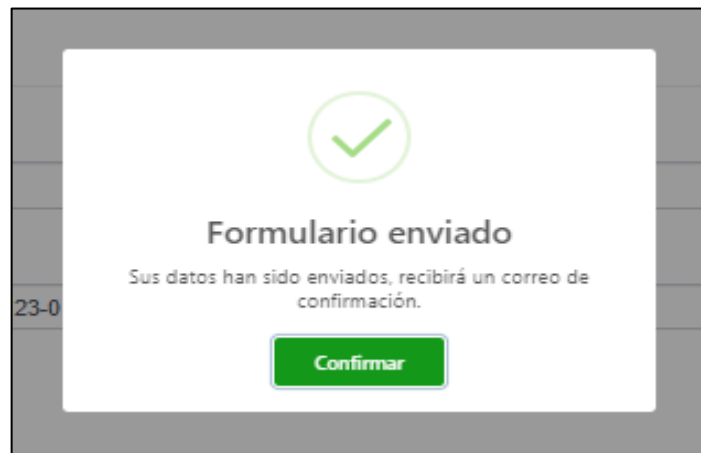 Formulario enviado
Sus datos han sido enviados, recibirá un correo de
confirmación.
23-0
Confirmar